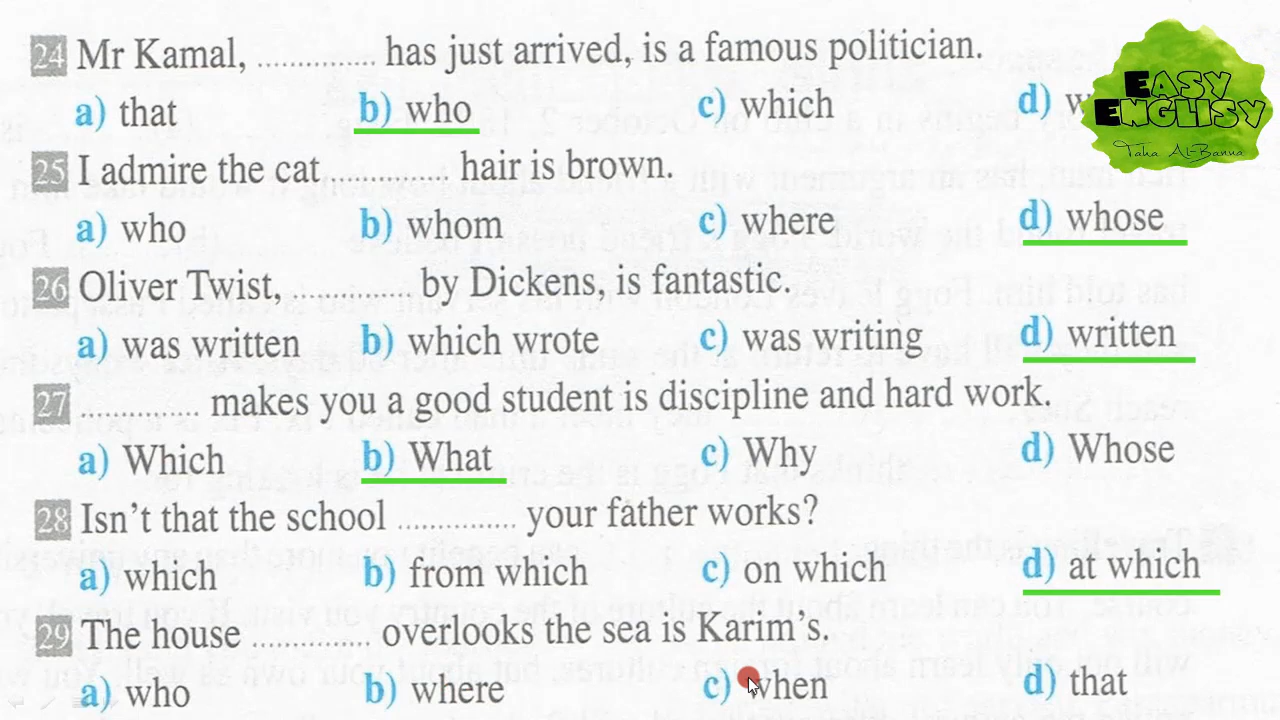 24 Mr Kamal, .............. has just arrived, is a famous politician.
a) that b) who c) which d) w
25 I admire the cat .............. hair is brown.
a) who b) whom c) where d) whose
26 Oliver Twist, .............. by Dickens, is fantastic.
a) was written b) which wrote c) was writing d) written
27 .............. makes you a good student is discipline and hard work.
a) Which b) What c) Why d) Whose
28 Isn't that the school .............. your father works?
a) which b) from which c) on which d) at which
29 The house .............. overlooks the sea is Karim's.
a) who b) where c) when d) that
EASY
ENGLISY
Taha Al-Banna